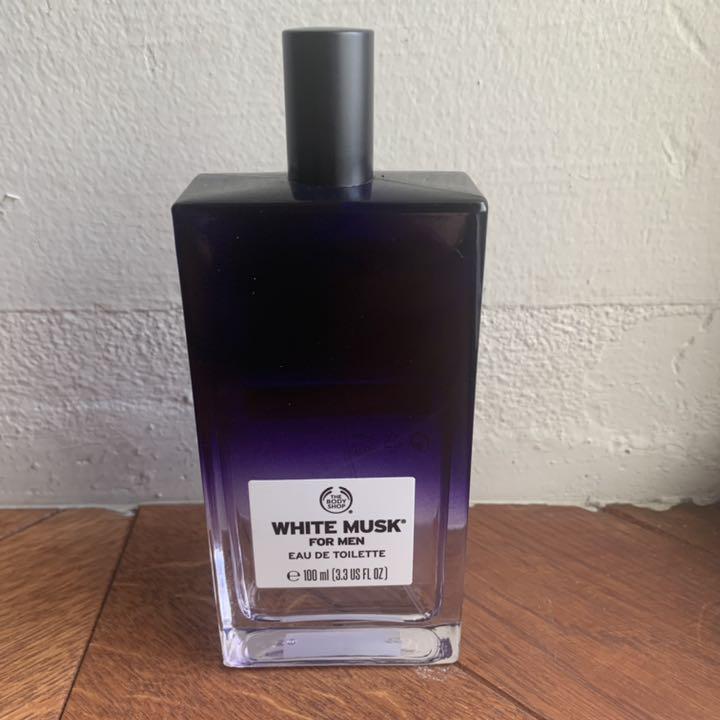 THE
BODY
SHOP®
WHITE MUSK®
FOR MEN
EAU DE TOILETTE
℮ 100 ml (3.3 US FL OZ)